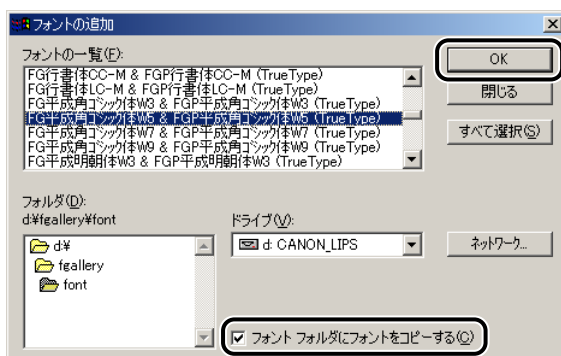 フォントの追加
フォントの一覧(F):
FG行書体CC-M & FGP行書体CC-M (TrueType)
FG行書体LC-M & FGP行書体LC-M (TrueType)
FG平成角ゴシック体W3 & FGP平成角ゴシック体W3 (TrueType)
FG平成角ゴシック体W5 & FGP平成角ゴシック体W5 (TrueType)
FG平成角ゴシック体W7 & FGP平成角ゴシック体W7 (TrueType)
FG平成角ゴシック体W9 & FGP平成角ゴシック体W9 (TrueType)
FG平成明朝体W3 & FGP平成明朝体W3 (TrueType)
OK
閉じる
すべて選択(S)
フォルダ(D):
d:¥fgallery¥font
d:¥
fgallery
font
ドライブ(V):
d: CANON_LIPS
ネットワーク...
フォント フォルダにフォントをコピーする(C)